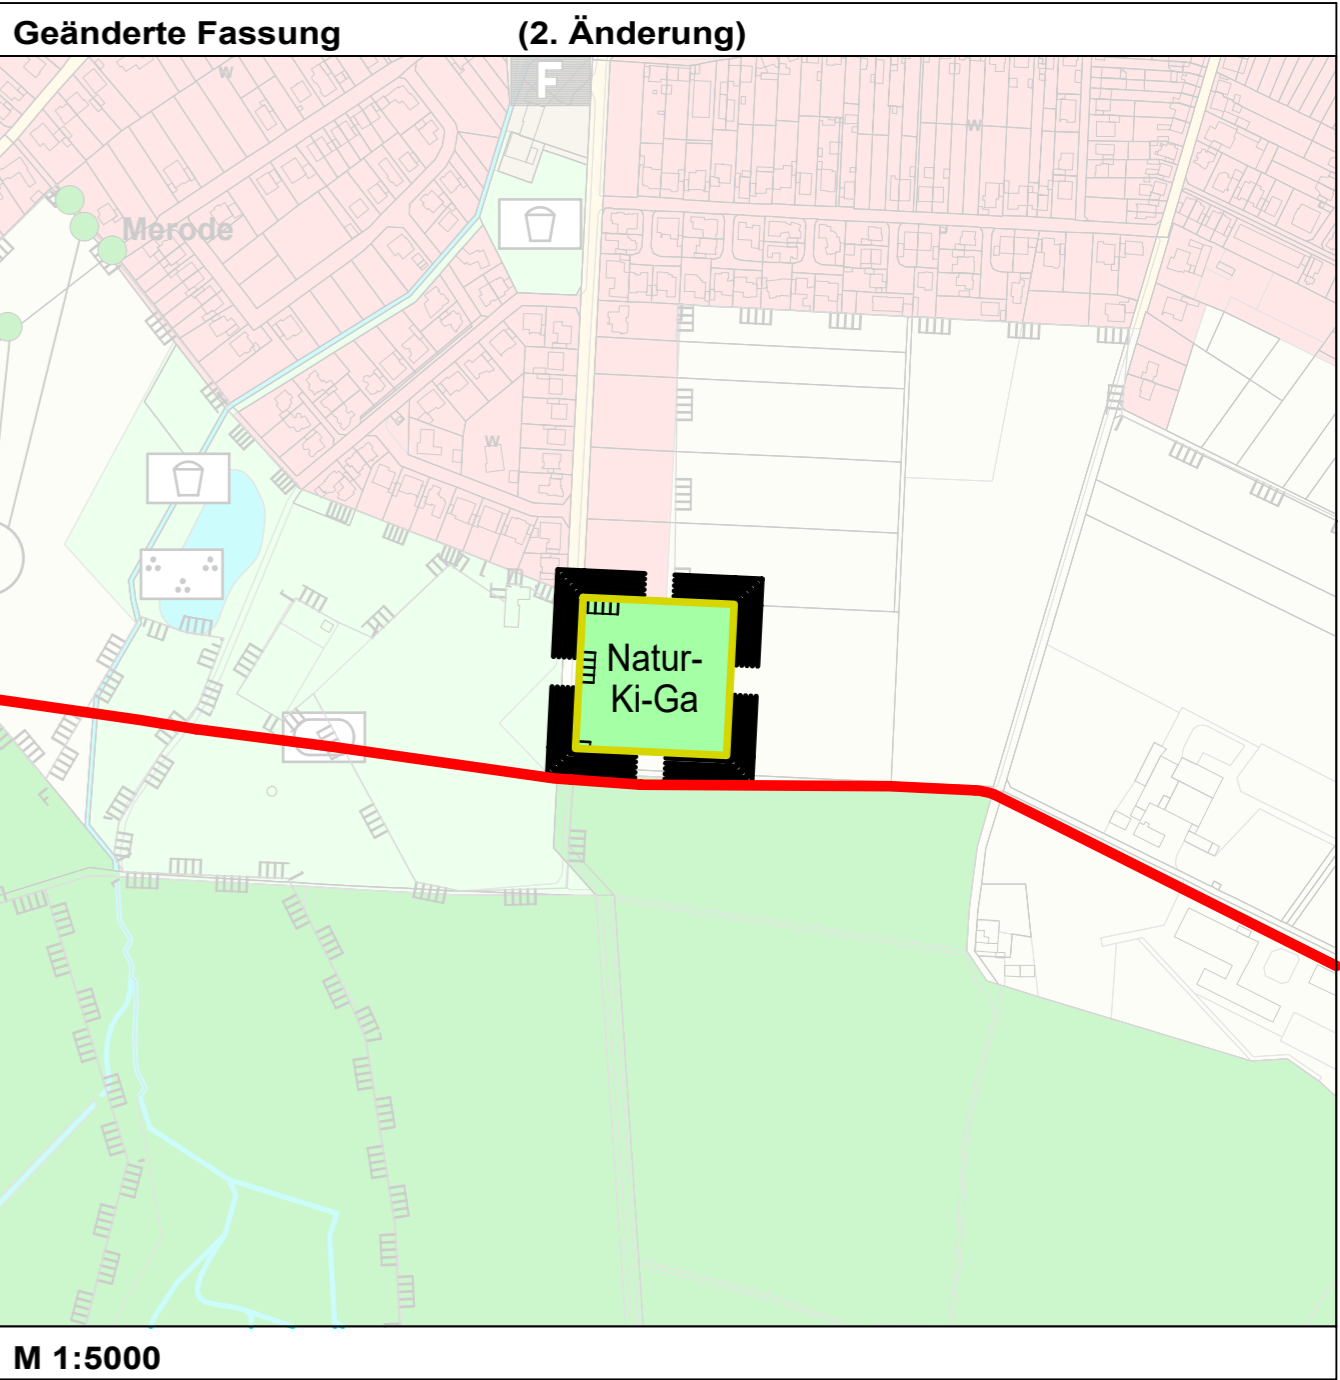 Geänderte Fassung (2. Änderung)
F
W
W
Merode
W
Natur-
Ki-Ga
M 1:5000